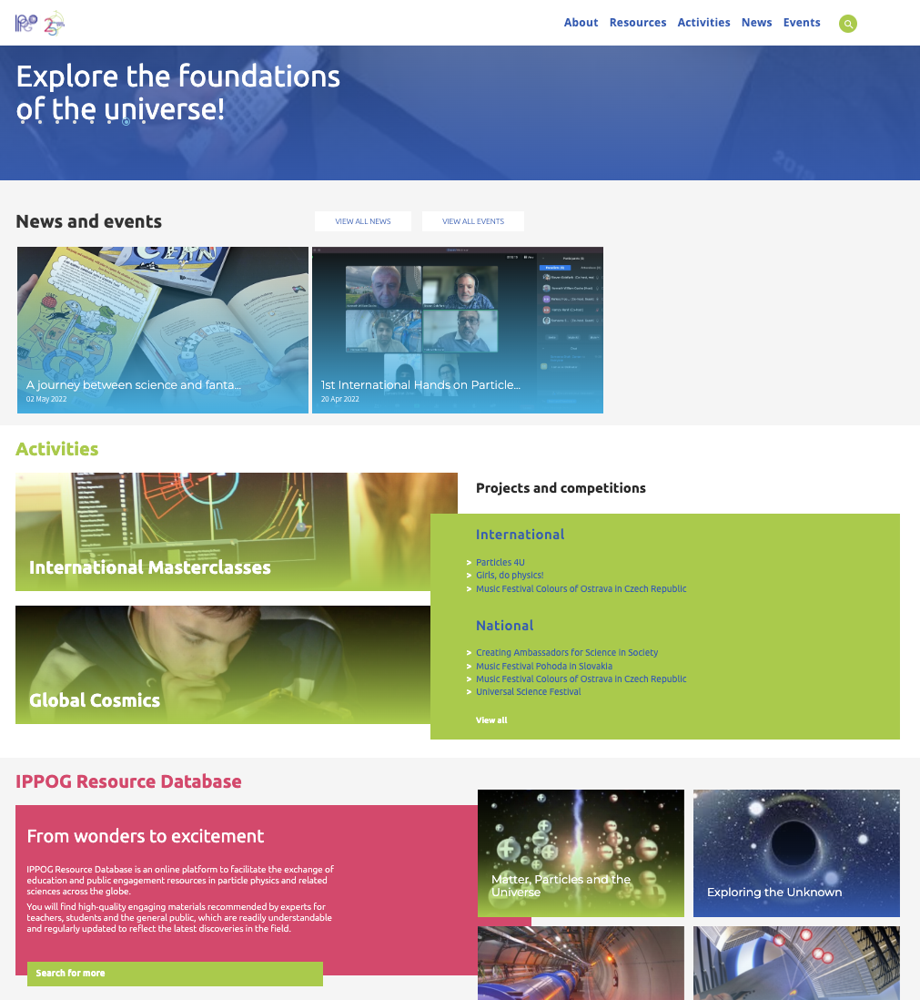 About Resources Activities News Events
Explore the foundations
of the universe!
News and events
VIEW ALL NEWS
VIEW ALL EVENTS
A journey between science and fanta...
02 May 2022
1st International Hands on Particle...
20 Apr 2022
Activities
International Masterclasses
Global Cosmics
Projects and competitions
International
> Particles 4U
> Girls, do physics!
> Music Festival Colours of Ostrava in Czech Republic
National
> Creating Ambassadors for Science in Society
> Music Festival Pohoda in Slovakia
> Music Festival Colours of Ostrava in Czech Republic
> Universal Science Festival
View all
IPPOG Resource Database
From wonders to excitement
IPPOG Resource Database is an online platform to facilitate the exchange of
education and public engagement resources in particle physics and related
sciences across the globe.
You will find high-quality engaging materials recommended by experts for
teachers, students and the general public, which are readily understandable
and regularly updated to reflect the latest discoveries in the field.
Search for more
Matter, Particles and the
Universe
Exploring the Unknown